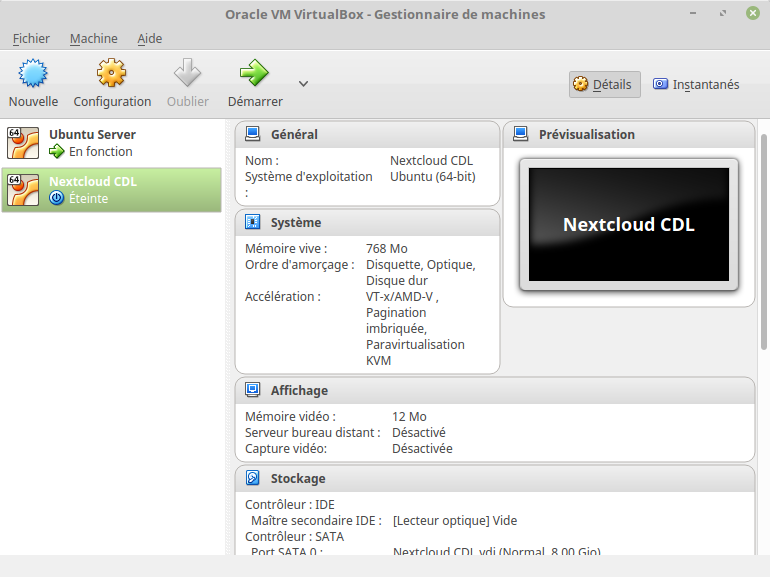 Oracle VM VirtualBox - Gestionnaire de machines
Fichier Machine Aide
Nouvelle Configuration Oublier Démarrer Détails Instantanés
64 Ubuntu Server
En fonction
64 Nextcloud CDL
Éteinte
Général
Nom : Nextcloud CDL
Système d'exploitation Ubuntu (64-bit)
:
Système
Mémoire vive : 768 Mo
Ordre d'amorçage : Disquette, Optique,
Disque dur
Accélération : VT-x/AMD-V ,
Pagination
imbriquée,
Paravirtualisation
KVM
Prévisualisation
Nextcloud CDL
Affichage
Mémoire vidéo : 12 Mo
Serveur bureau distant : Désactivé
Capture vidéo: Désactivée
Stockage
Contrôleur : IDE
Maître secondaire IDE : [Lecteur optique] Vide
Contrôleur : SATA
Port SATA 0 : Nextcloud CDL.vdi (Normal, 8,00 Gio)